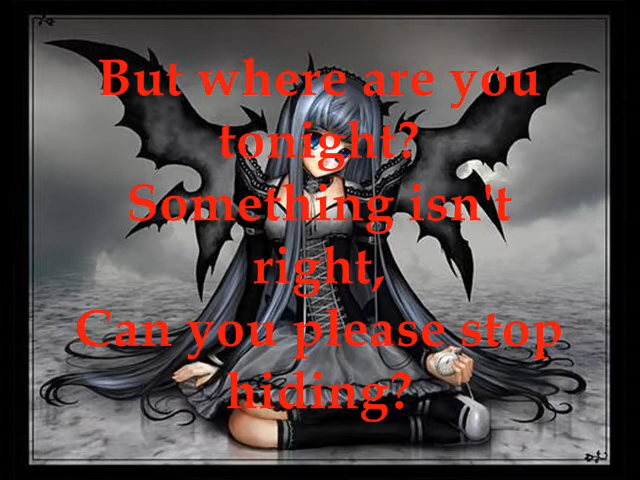 But where are you
tonight?
Something isn't
right,
Can you please stop
hiding?